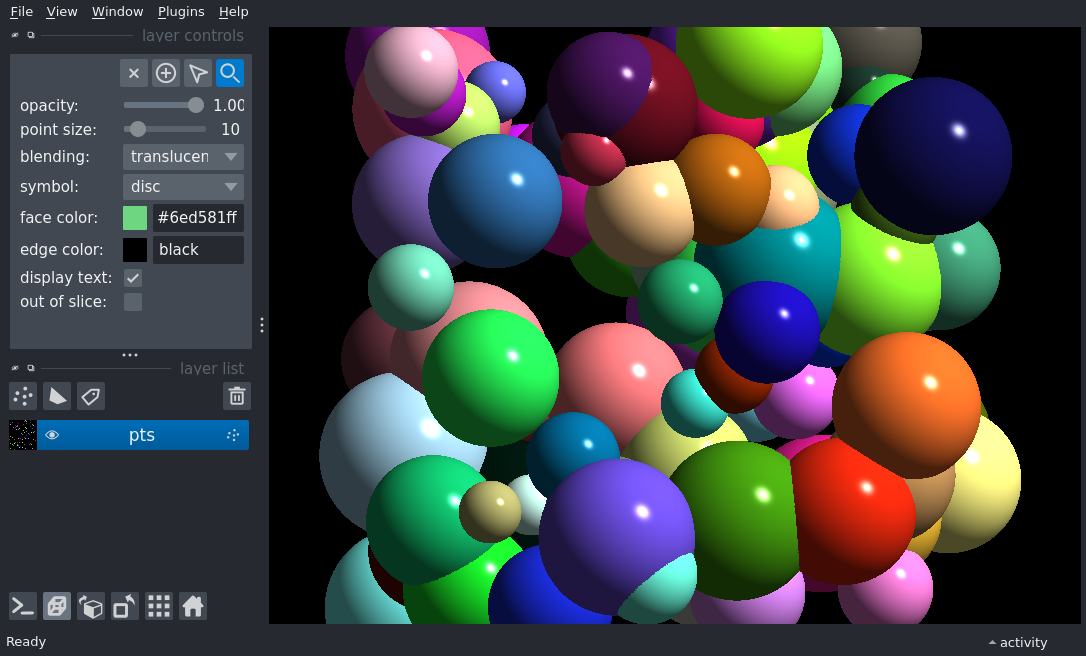 File View Window Plugins Help
layer controls
opacity: 1.00
point size: 10
blending: translucen
symbol: disc
face color: #6ed581ff
edge color: black
display text:
out of slice:
layer list
pts
Ready
activity